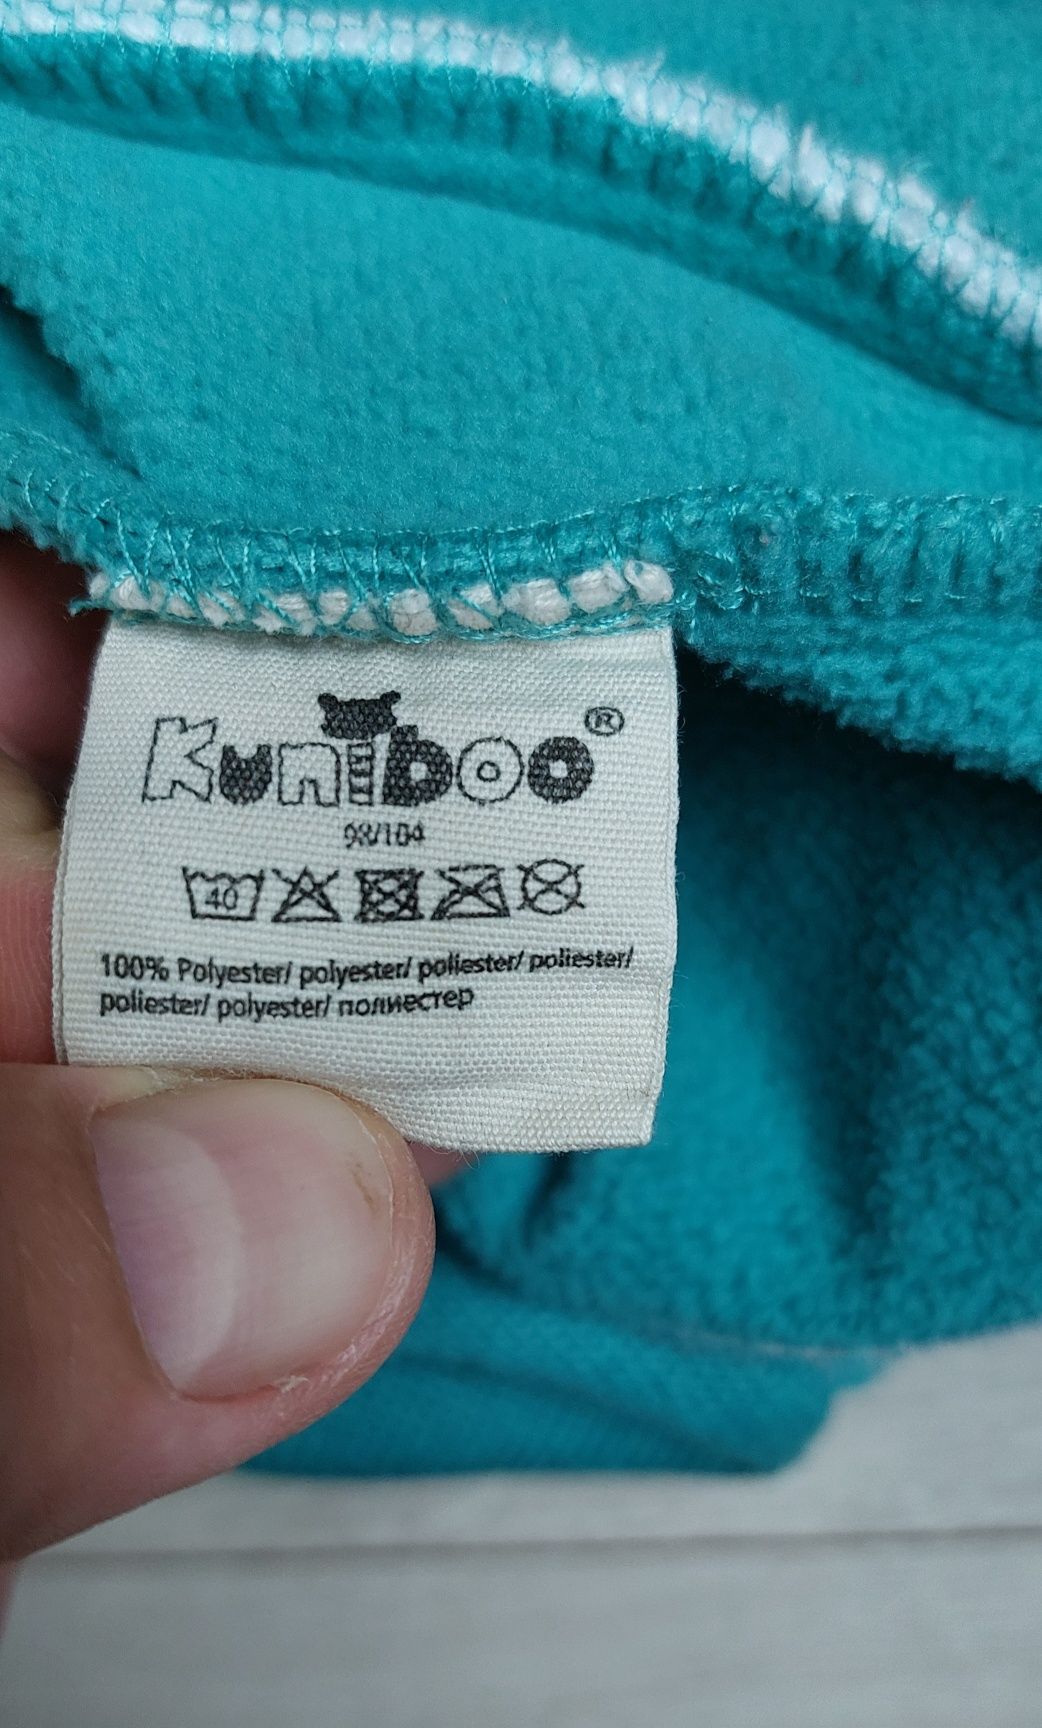 Kuniboo®
98/104
40
100% Polyester/ polyester/ poliester/ poliester/
poliester/ polyester/ полиестер